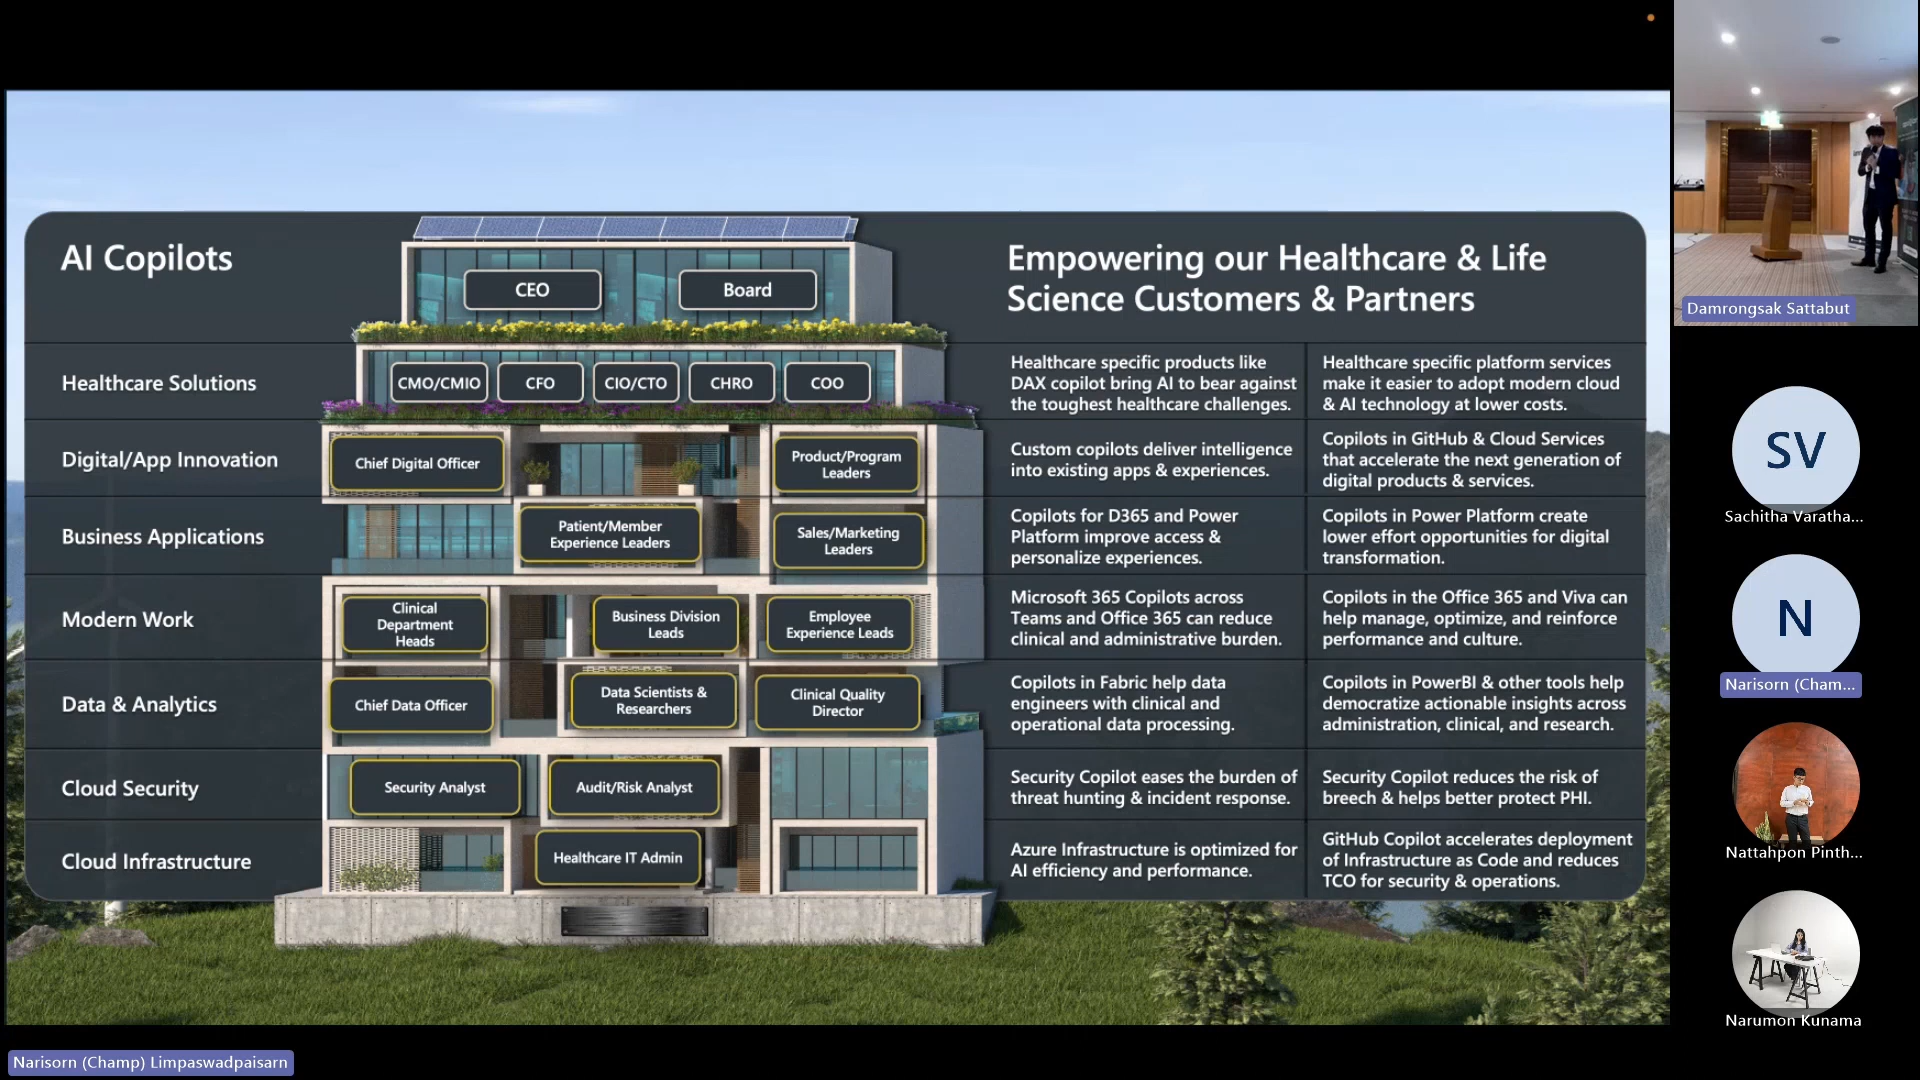 AI Copilots
CEO
Board
Empowering our Healthcare & Life
Science Customers & Partners
Healthcare Solutions
CMO/CMIO
CFO
CIO/CTO
CHRO
COO
Healthcare specific products like
DAX copilot bring AI to bear against
the toughest healthcare challenges.
Healthcare specific platform services
make it easier to adopt modern cloud
& AI technology at lower costs.
Digital/App Innovation
Chief Digital Officer
Product/Program
Leaders
Custom copilots deliver intelligence
into existing apps & experiences.
Copilots in GitHub & Cloud Services
that accelerate the next generation of
digital products & services.
Business Applications
Patient/Member
Experience Leaders
Sales/Marketing
Leaders
Copilots for D365 and Power
Platform improve access &
personalize experiences.
Copilots in Power Platform create
lower effort opportunities for digital
transformation.
Modern Work
Clinical
Department
Heads
Business Division
Leads
Employee
Experience Leads
Microsoft 365 Copilots across
Teams and Office 365 can reduce
clinical and administrative burden.
Copilots in the Office 365 and Viva can
help manage, optimize, and reinforce
performance and culture.
Data & Analytics
Chief Data Officer
Data Scientists &
Researchers
Clinical Quality
Director
Copilots in Fabric help data
engineers with clinical and
operational data processing.
Copilots in PowerBI & other tools help
democratize actionable insights across
administration, clinical, and research.
Cloud Security
Security Analyst
Audit/Risk Analyst
Security Copilot eases the burden of
threat hunting & incident response.
Security Copilot reduces the risk of
breech & helps better protect PHI.
Cloud Infrastructure
Healthcare IT Admin
Azure Infrastructure is optimized for
AI efficiency and performance.
GitHub Copilot accelerates deployment
of Infrastructure as Code and reduces
TCO for security & operations.
Narisorn (Champ) Limpaswadpaisarn
Damrongsak Sattabut
SV
Sachitha Varatha...
N
Narisorn (Cham...
Nattahpon Pinth...
Narumon Kunama